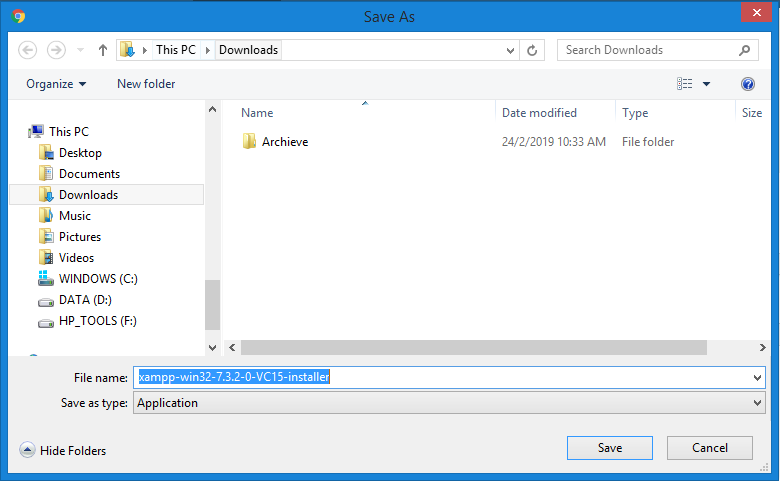 Save As
This PC
Downloads
Search Downloads
Organize
New folder
Name
Date modified
Type
Size
This PC
Desktop
Documents
Downloads
Music
Pictures
Videos
WINDOWS (C:)
DATA (D:)
HP_TOOLS (F:)
Archieve
24/2/2019 10:33 AM
File folder
File name:
xampp-win32-7.3.2-0-VC15-installer
Save as type:
Application
Hide Folders
Save
Cancel